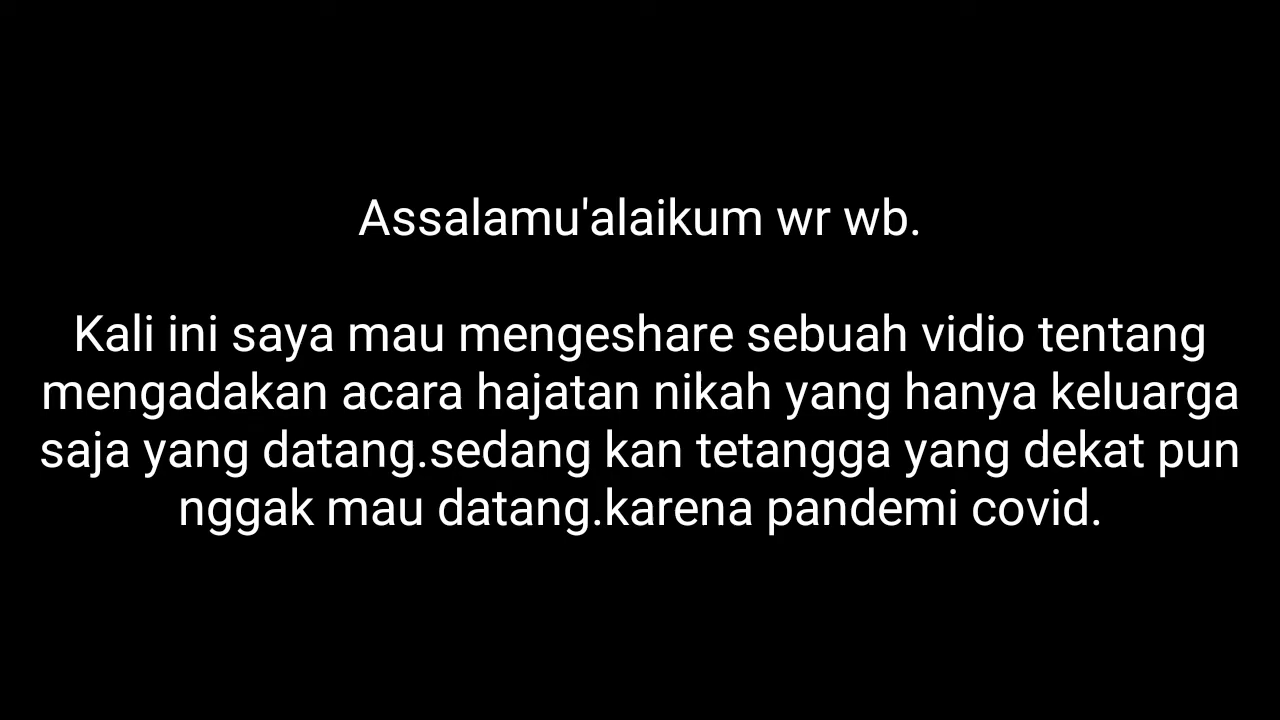 Assalamu'alaikum wr wb.
Kali ini saya mau mengeshare sebuah vidio tentang
mengadakan acara hajatan nikah yang hanya keluarga
saja yang datang.sedang kan tetangga yang dekat pun
nggak mau datang.karena pandemi covid.